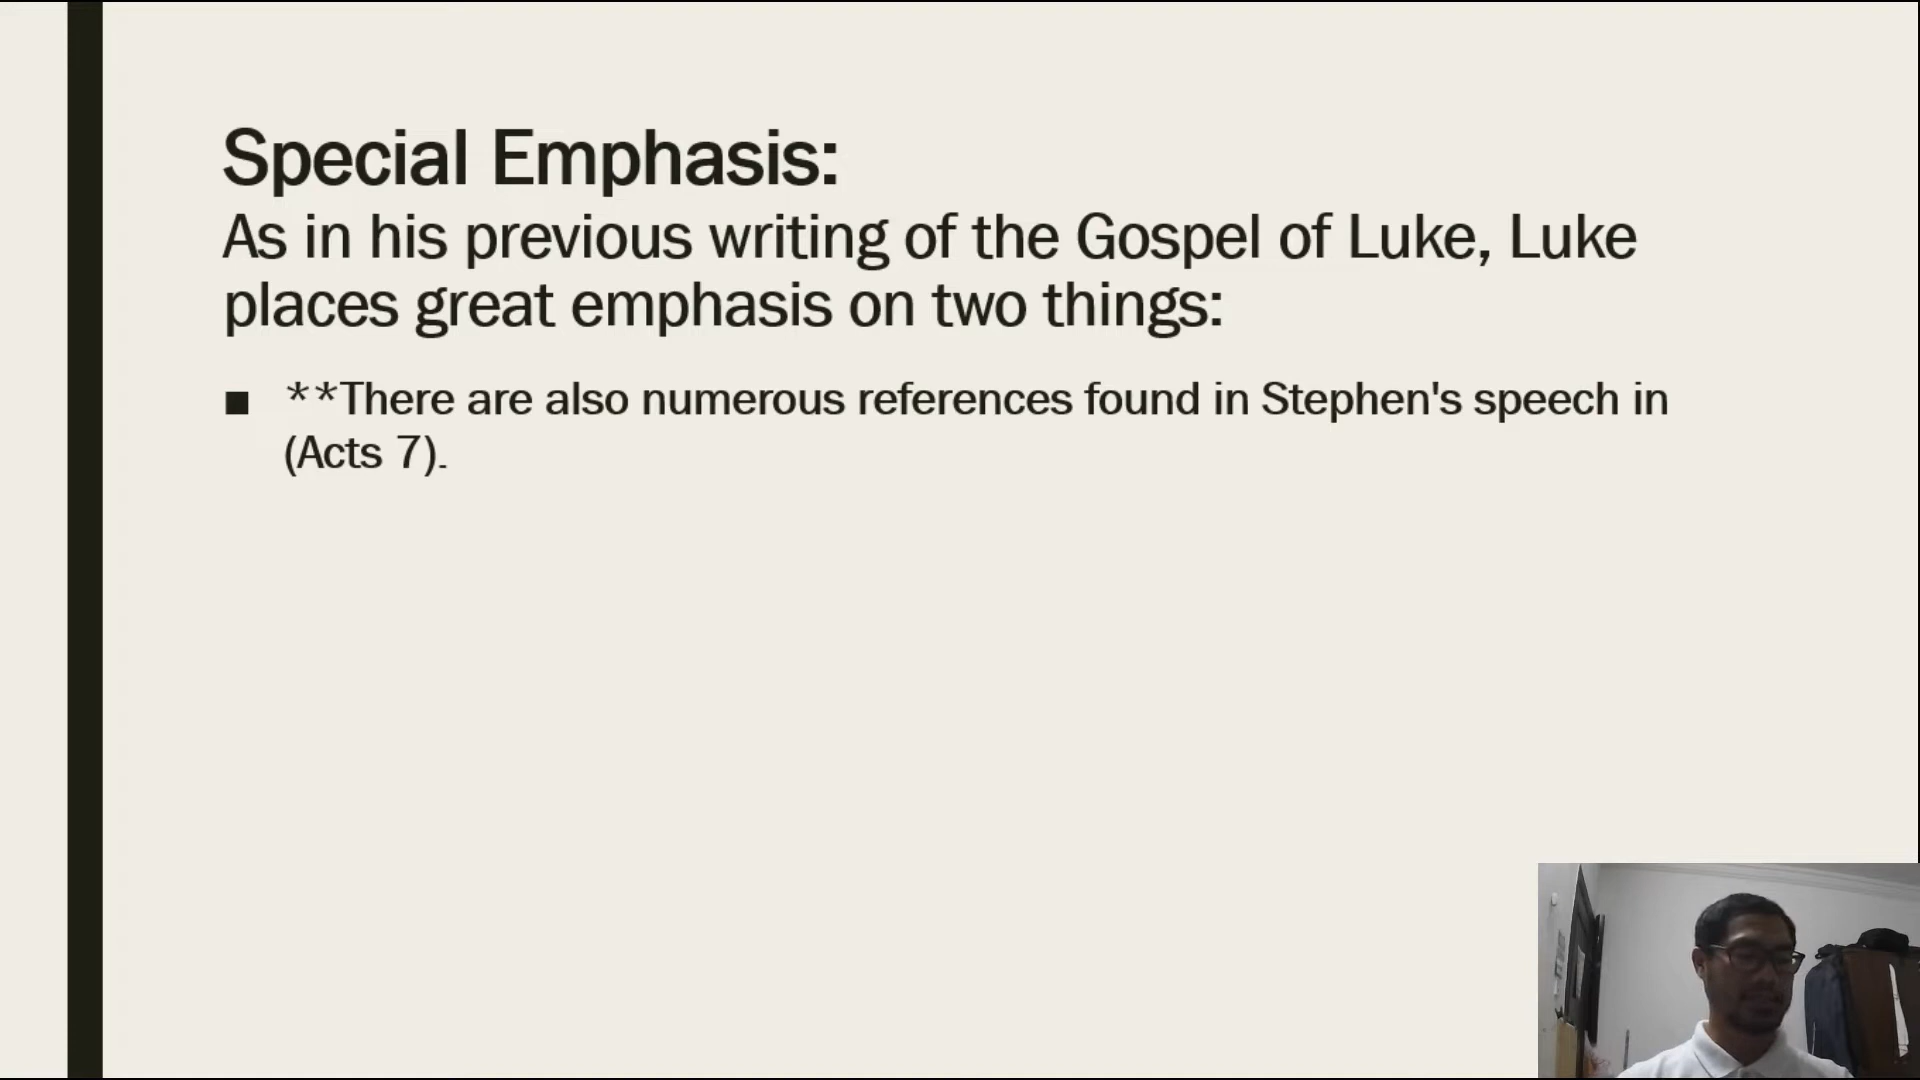 Special Emphasis:
As in his previous writing of the Gospel of Luke, Luke
places great emphasis on two things:
■ **There are also numerous references found in Stephen's speech in
(Acts 7).